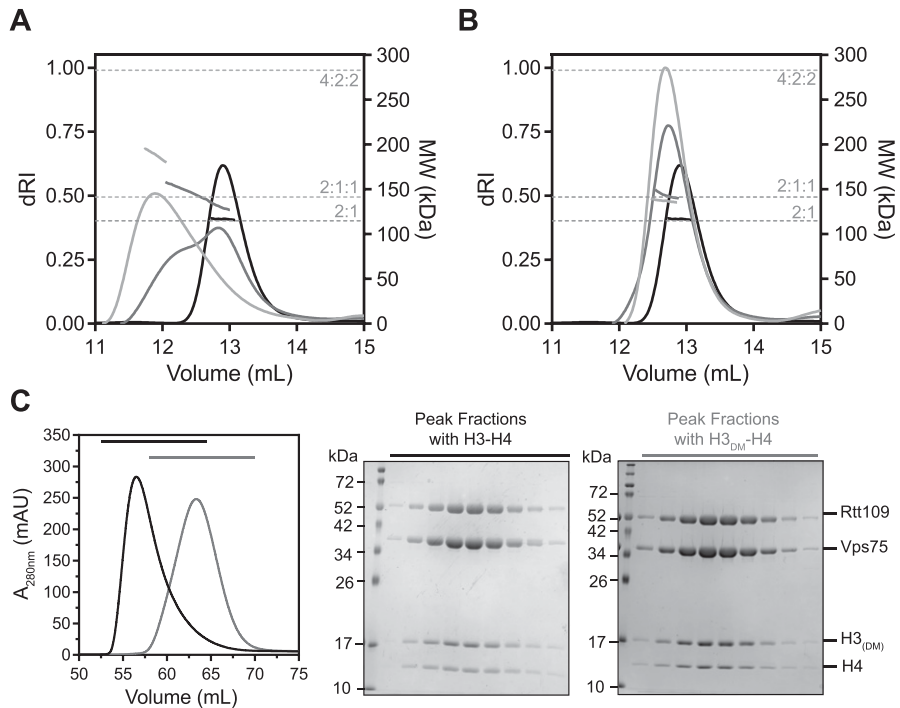 A
B
1.00
0.75
0.50
0.25
0.00
dRI
300
250
200
150
100
50
0
MW (kDa)
4:2:2
2:1:1
2:1
11 12 13 14 15
Volume (mL)
1.00
0.75
0.50
0.25
0.00
dRI
300
250
200
150
100
50
0
MW (kDa)
4:2:2
2:1:1
2:1
11 12 13 14 15
Volume (mL)
C
350
300
250
200
150
100
50
0
A280nm (mAU)
50 55 60 65 70 75
Volume (mL)
Peak Fractions
with H3-H4
kDa
72
52
42
34
26
17
10
Peak Fractions
with H3DM-H4
kDa
72
52
42
34
26
17
10
Rtt109
Vps75
H3(DM)
H4